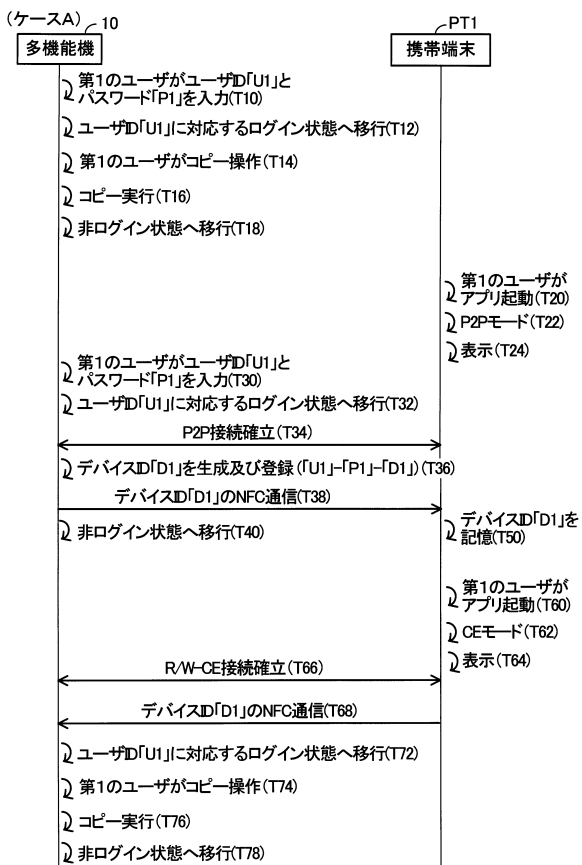 (ケースA)
10
多機能機
PT1
携帯端末
第1のユーザがユーザID「U1」と
パスワード「P1」を入力(T10)
ユーザID「U1」に対応するログイン状態へ移行(T12)
第1のユーザがコピー操作(T14)
コピー実行(T16)
非ログイン状態へ移行(T18)
第1のユーザが
アプリ起動(T20)
P2Pモード(T22)
表示(T24)
第1のユーザがユーザID「U1」と
パスワード「P1」を入力(T30)
ユーザID「U1」に対応するログイン状態へ移行(T32)
P2P接続確立(T34)
デバイスID「D1」を生成及び登録(「U1」-「P1」-「D1」)(T36)
デバイスID「D1」のNFC通信(T38)
非ログイン状態へ移行(T40)
デバイスID「D1」を
記憶(T50)
第1のユーザが
アプリ起動(T60)
CEモード(T62)
表示(T64)
R/W-CE接続確立(T66)
デバイスID「D1」のNFC通信(T68)
ユーザID「U1」に対応するログイン状態へ移行(T72)
第1のユーザがコピー操作(T74)
コピー実行(T76)
非ログイン状態へ移行(T78)